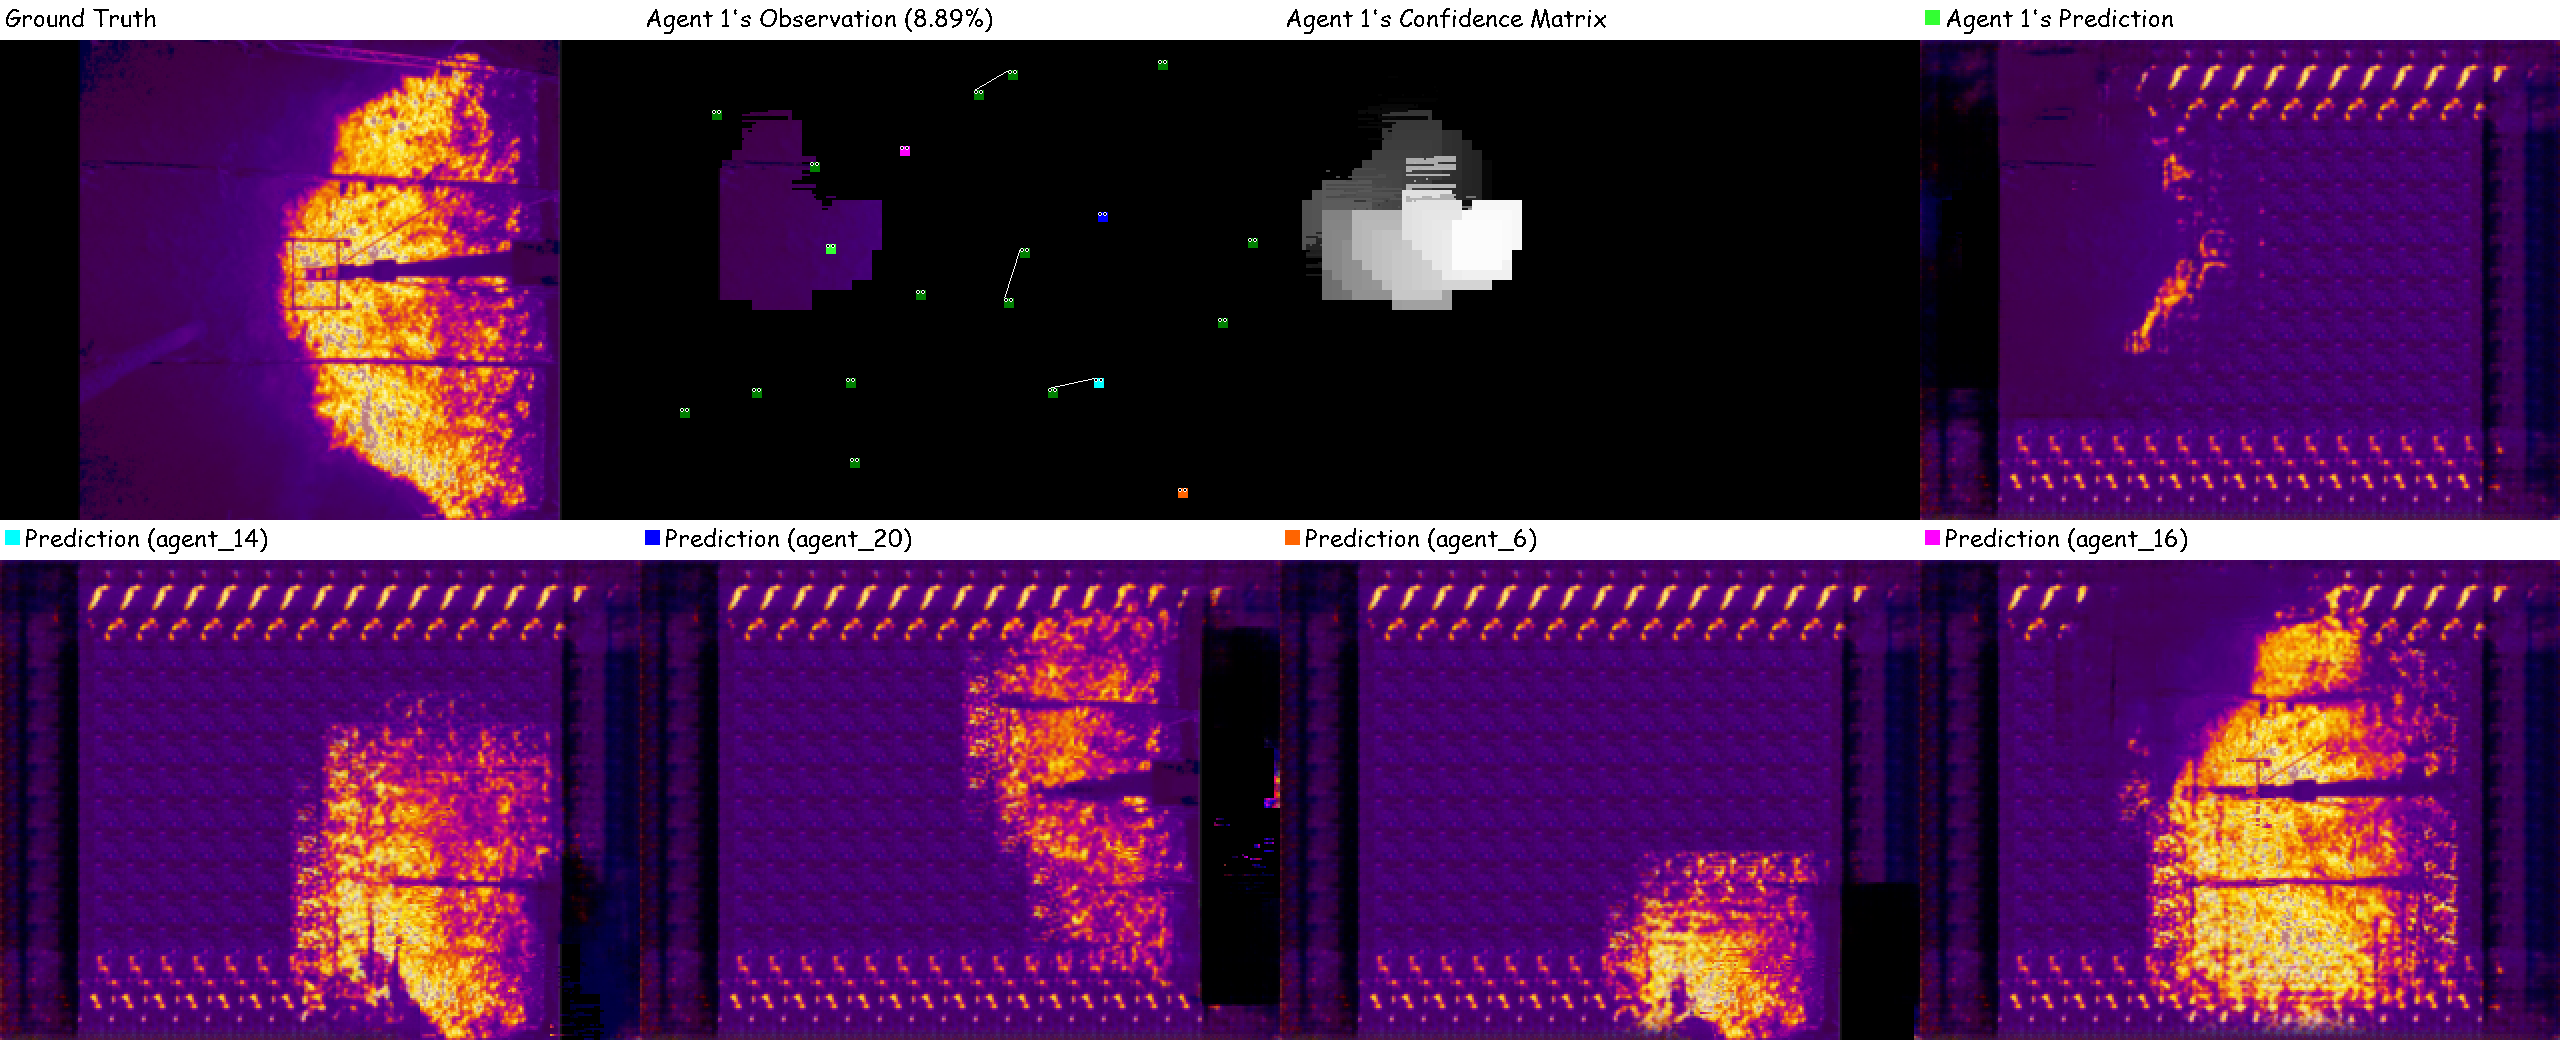 Ground Truth
Agent 1's Observation (8.89%)
Agent 1's Confidence Matrix
Agent 1's Prediction
Prediction (agent_14)
Prediction (agent_20)
Prediction (agent_6)
Prediction (agent_16)